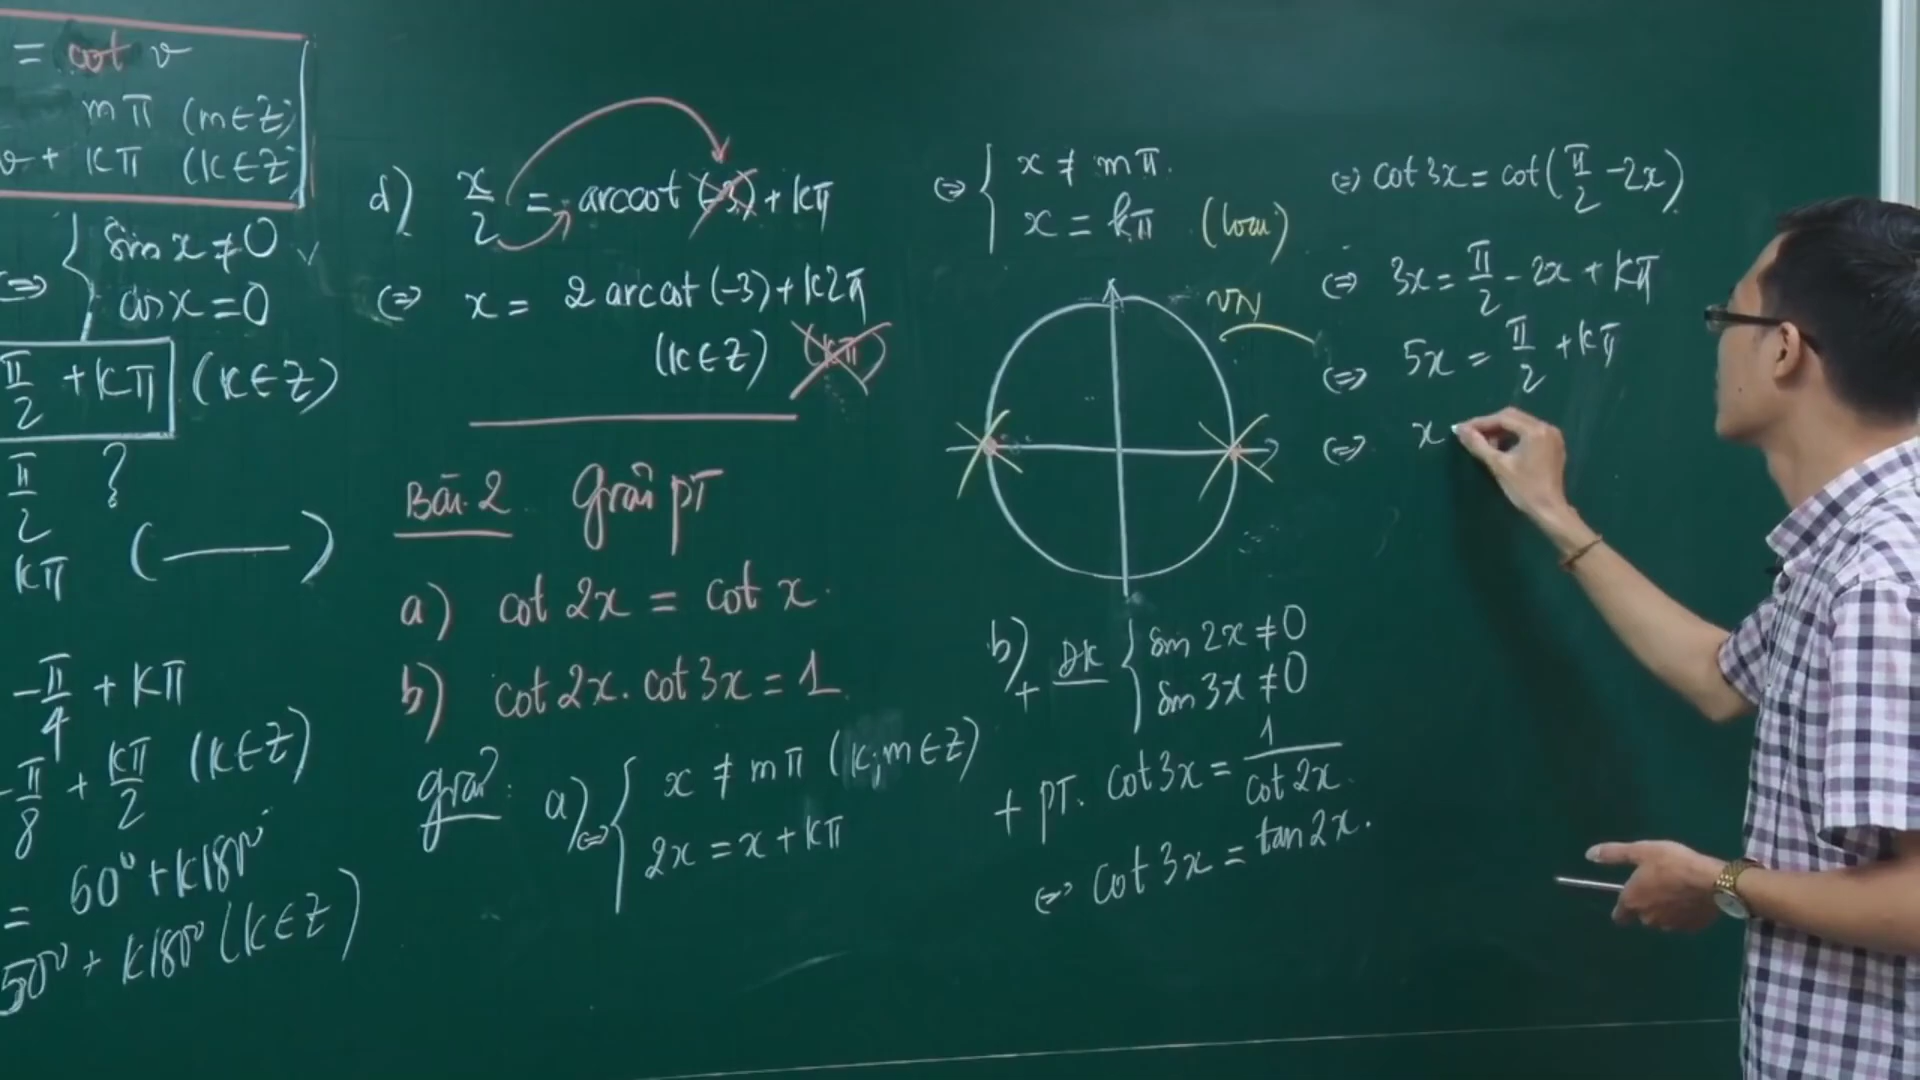 = cot v
mπ (m∈Z)
v + kπ (k∈Z)
⇔ { sin x ≠ 0 ✓
cos x = 0
π/2 + kπ (k∈Z)
π/2 ?
kπ ( — )
-π/4 + kπ
-π/8 + kπ/2 (k∈Z)
= 60° + k180°
50° + k180° (k∈Z)
d) x/2 = arccot (-3) + kπ
⇔ x = 2 arccot (-3) + k2π
(k∈Z) (kπ)
Bài 2 Giải pT
a) cot 2x = cot x.
b) cot 2x. cot 3x = 1
giải: a) ⇔ { x ≠ mπ (k,m∈Z)
2x = x + kπ
⇔ { x ≠ mπ.
x = kπ (loại)
VN
b) + ĐK { sin 2x ≠ 0
sin 3x ≠ 0
+ PT. cot 3x = 1/cot 2x.
⇔ cot 3x = tan 2x.
⇔ cot 3x = cot(π/2 - 2x)
⇔ 3x = π/2 - 2x + kπ
⇔ 5x = π/2 + kπ
⇔ x